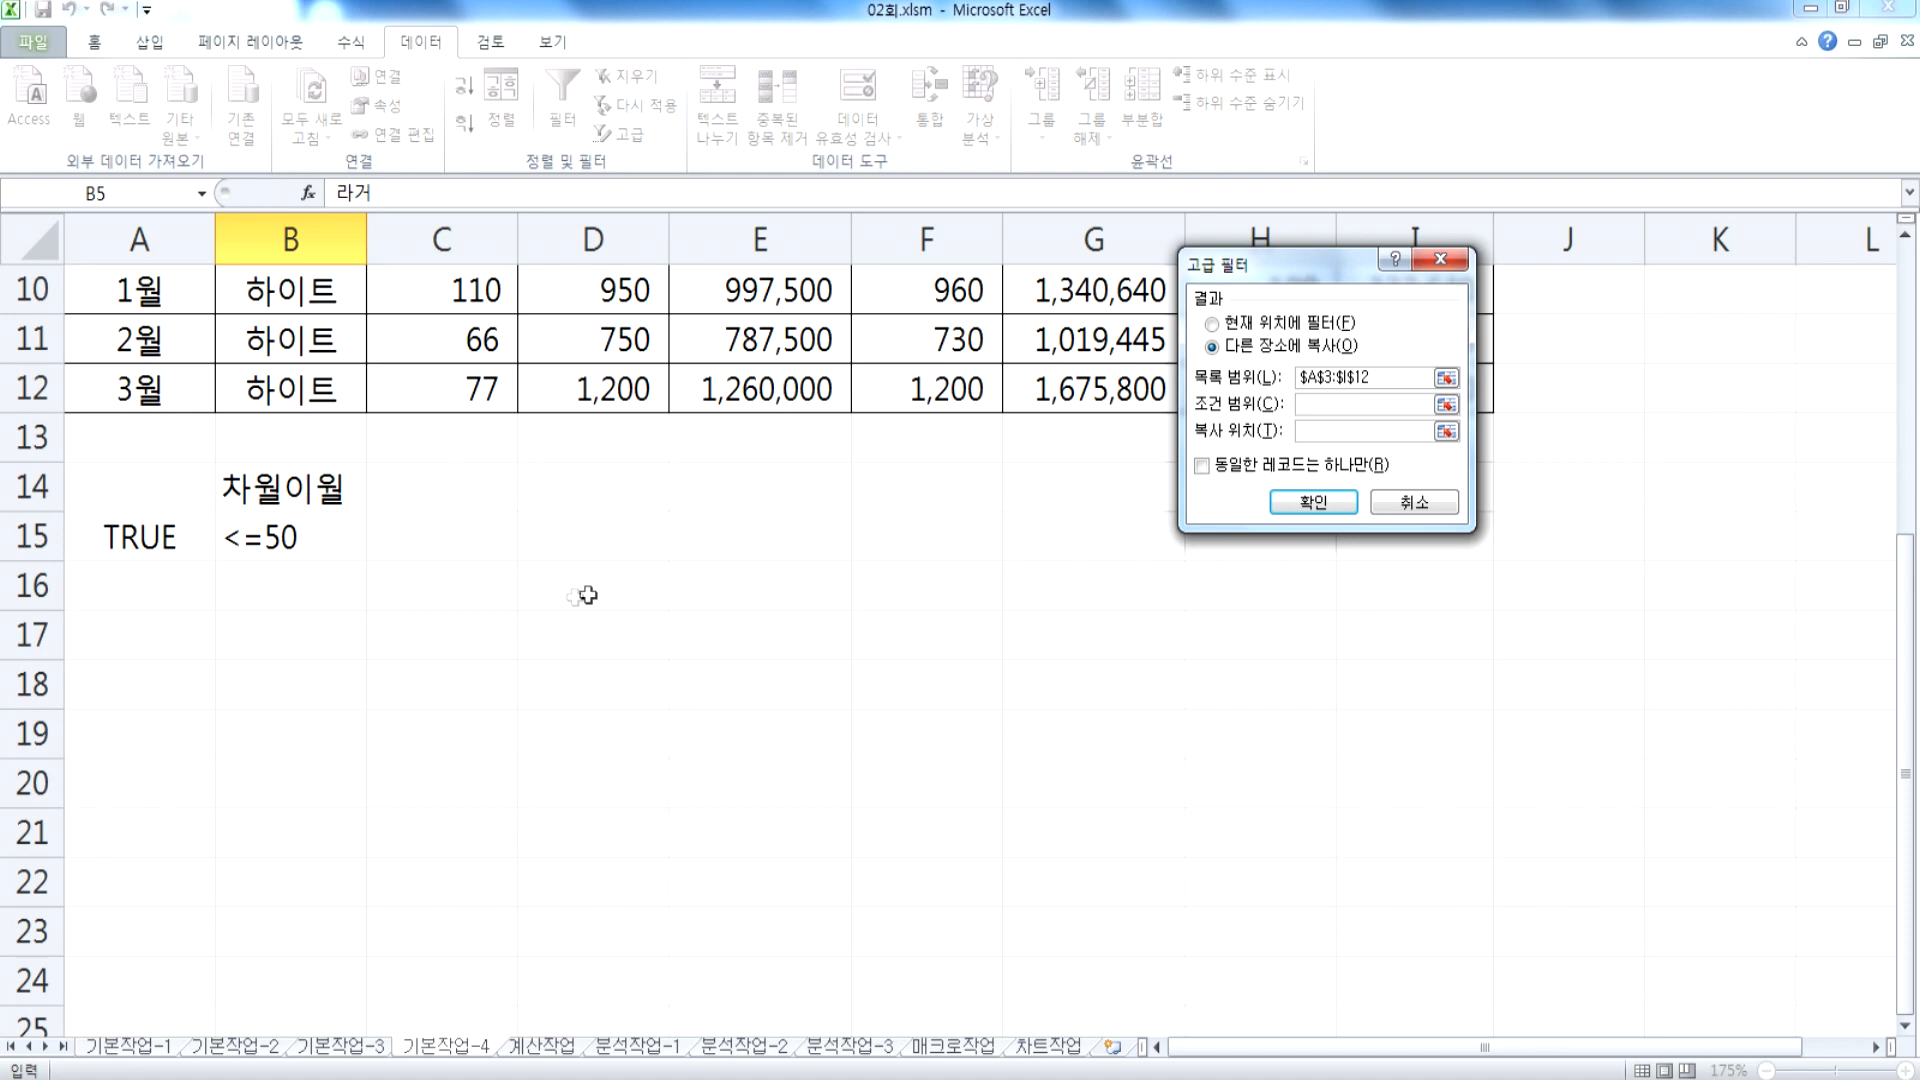 02회.xlsm - Microsoft Excel
파일 홈 삽입 페이지 레이아웃 수식 데이터 검토 보기
Access 웹 텍스트 기타 원본 기존 연결 모두 새로 고침 연결 속성 연결 편집 정렬 필터 지우기 다시 적용 고급 텍스트 나누기 중복된 항목 제거 데이터 유효성 검사 통합 가상 분석 그룹 그룹 해제 부분합 하위 수준 표시 하위 수준 숨기기
외부 데이터 가져오기 연결 정렬 및 필터 데이터 도구 윤곽선
B5 fx 라거
A B C D E F G H I J K L
10 1월 하이트 110 950 997,500 960 1,340,640
11 2월 하이트 66 750 787,500 730 1,019,445
12 3월 하이트 77 1,200 1,260,000 1,200 1,675,800
13
14 차월이월
15 TRUE <=50
16
17
18
19
20
21
22
23
24
25
고급 필터
결과
현재 위치에 필터(F)
다른 장소에 복사(O)
목록 범위(L): $A$3:$I$12
조건 범위(C):
복사 위치(T):
동일한 레코드는 하나만(R)
확인 취소
기본작업-1 기본작업-2 기본작업-3 기본작업-4 계산작업 분석작업-1 분석작업-2 분석작업-3 매크로작업 차트작업
입력 175%